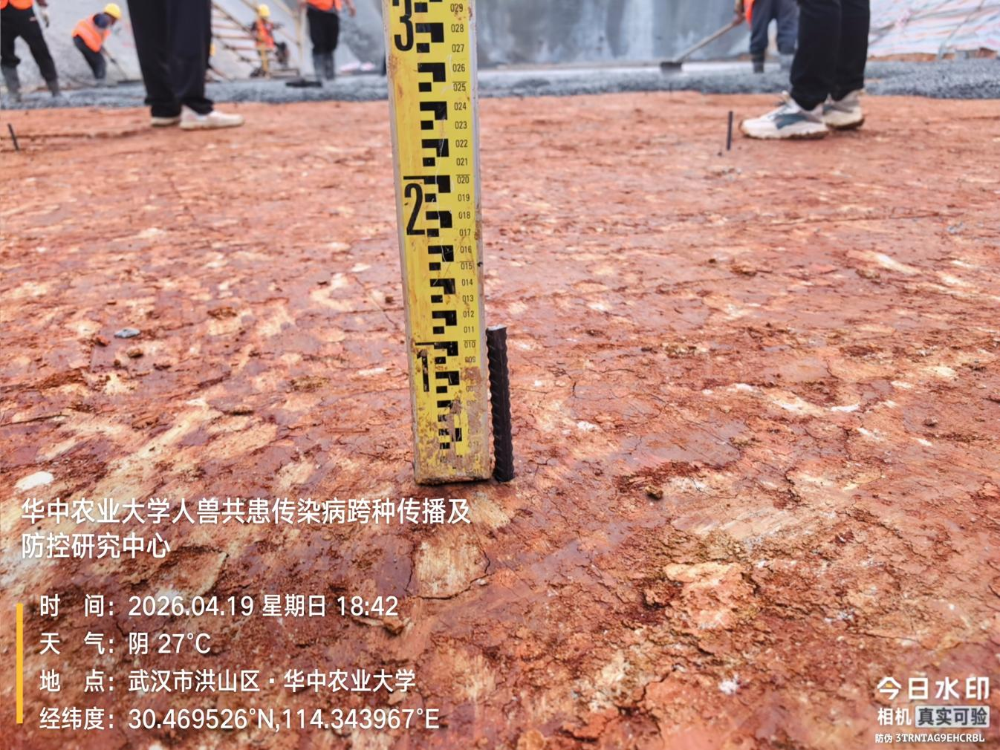 3
029
028
027
026
025
024
023
022
021
020
2
019
018
017
016
015
014
013
012
011
010
1
009
华中农业大学人兽共患传染病跨种传播及
防控研究中心
时 间：2026.04.19 星期日 18:42
天 气：阴 27°C
地 点：武汉市洪山区·华中农业大学
经纬度：30.469526°N,114.343967°E
今日水印
相机 真实可验
防伪 3TRNTAG9EHCRBL